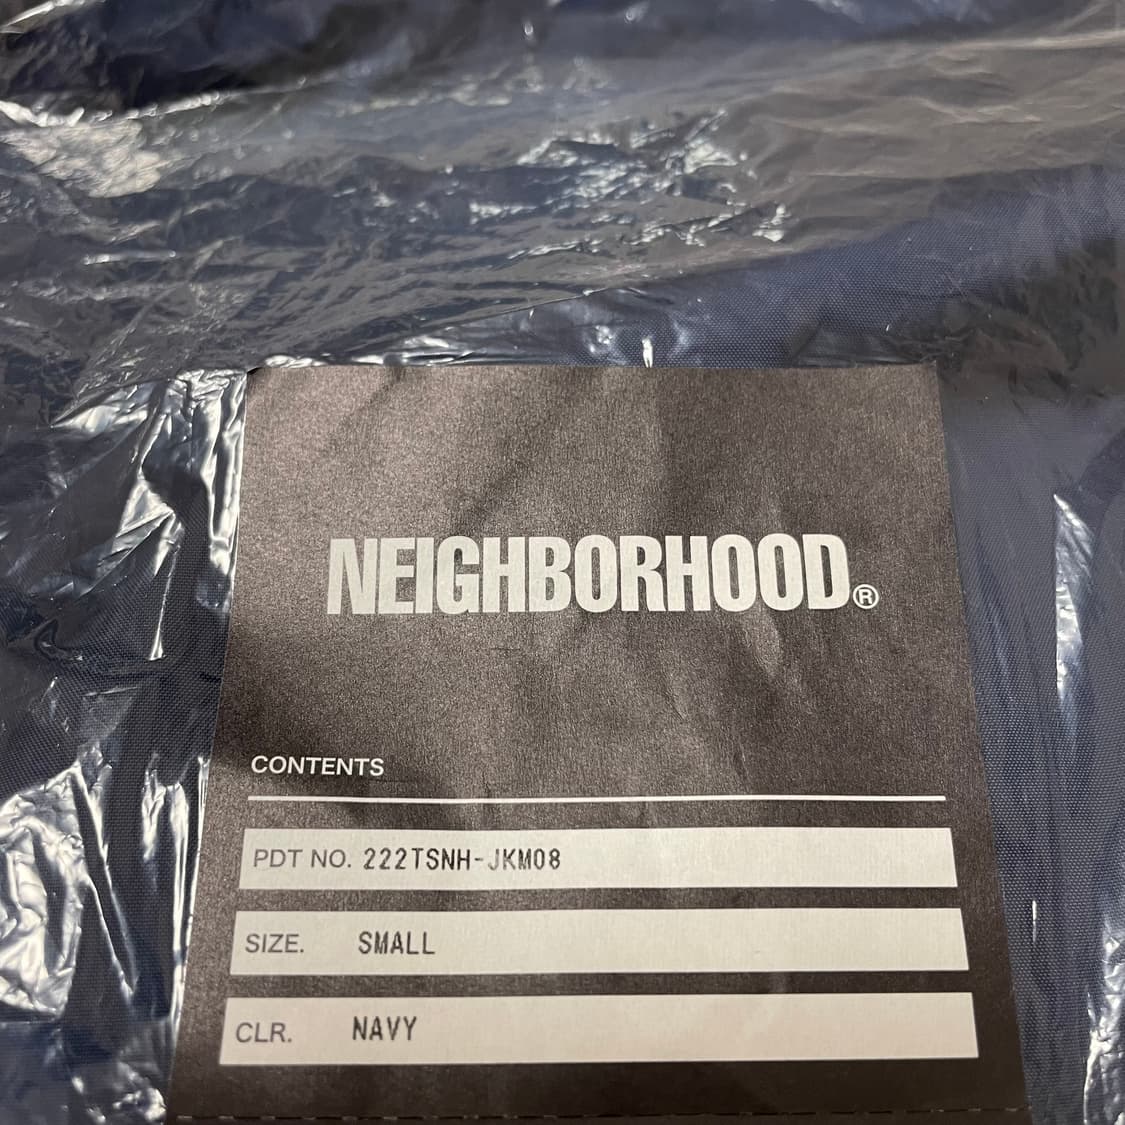 NEIGHBORHOOD®
CONTENTS
PDT NO. 222TSNH-JKM08
SIZE. SMALL
CLR. NAVY